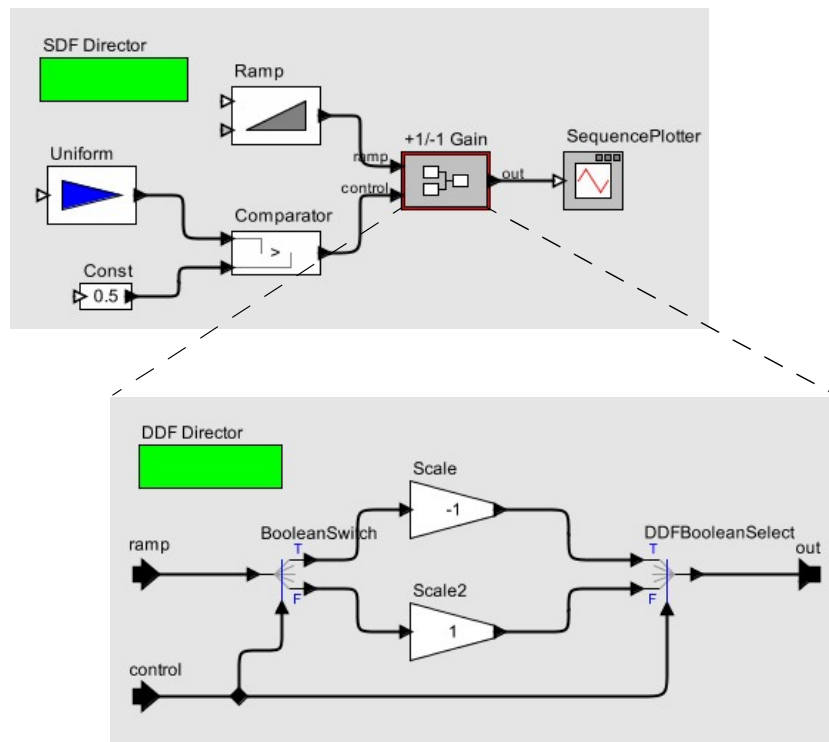 SDF Director
Ramp
+1/-1 Gain
SequencePlotter
ramp
out
Uniform
control
Comparator
>
Const
0.5
DDF Director
Scale
-1
BooleanSwitch
DDFBooleanSelect
ramp
T
T
out
F
F
Scale2
1
control